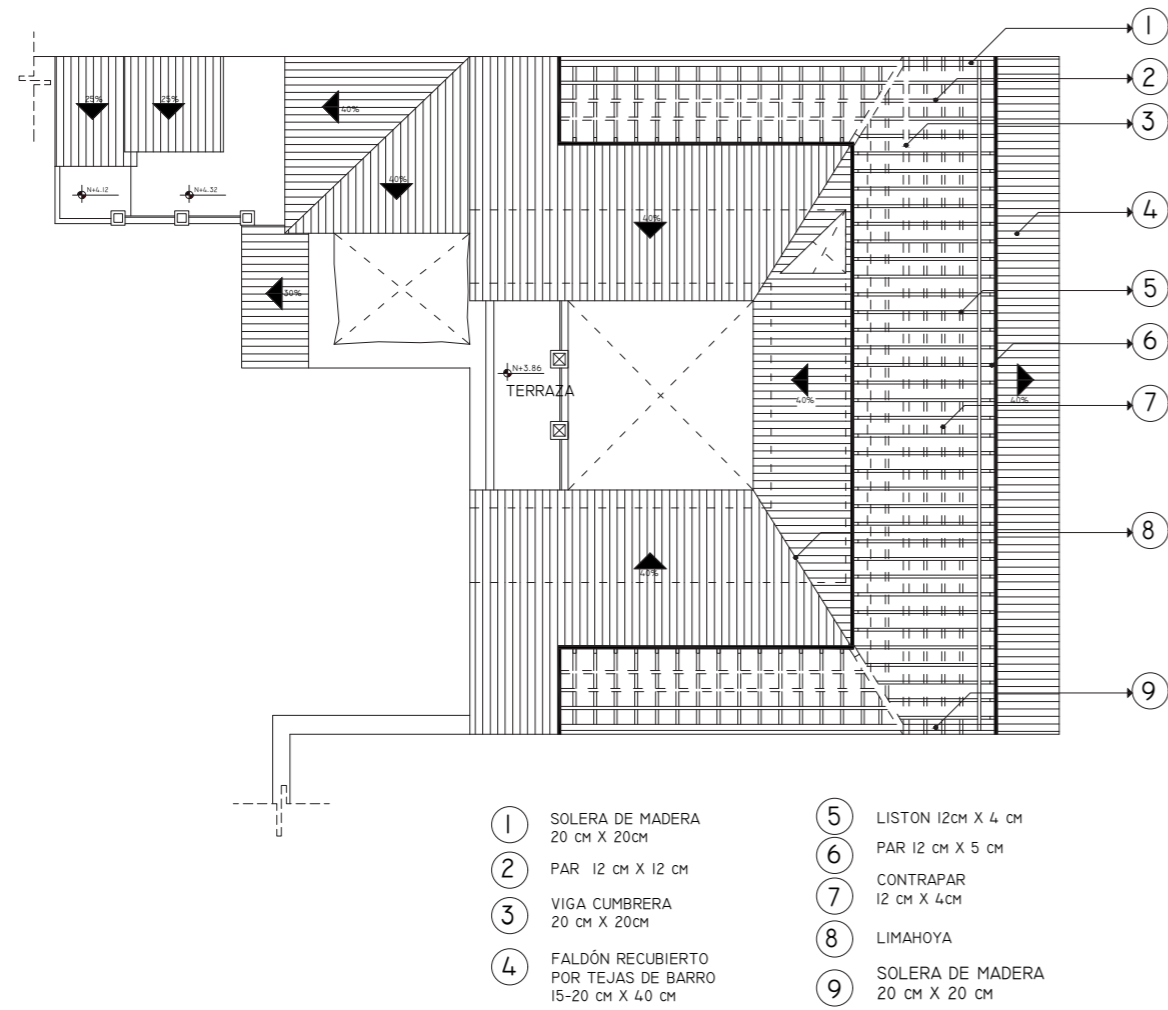 1
2
3
4
5
6
7
8
9
25%
25%
40%
40%
40%
N+4.12
N+4.32
30%
N+3.86
TERRAZA
40%
40%
40%
1 SOLERA DE MADERA
20 CM X 20CM
2 PAR 12 CM X 12 CM
3 VIGA CUMBRERA
20 CM X 20CM
4 FALDÓN RECUBIERTO
POR TEJAS DE BARRO
15-20 CM X 40 CM
5 LISTON 12CM X 4 CM
6 PAR 12 CM X 5 CM
7 CONTRAPAR
12 CM X 4CM
8 LIMAHOYA
9 SOLERA DE MADERA
20 CM X 20 CM